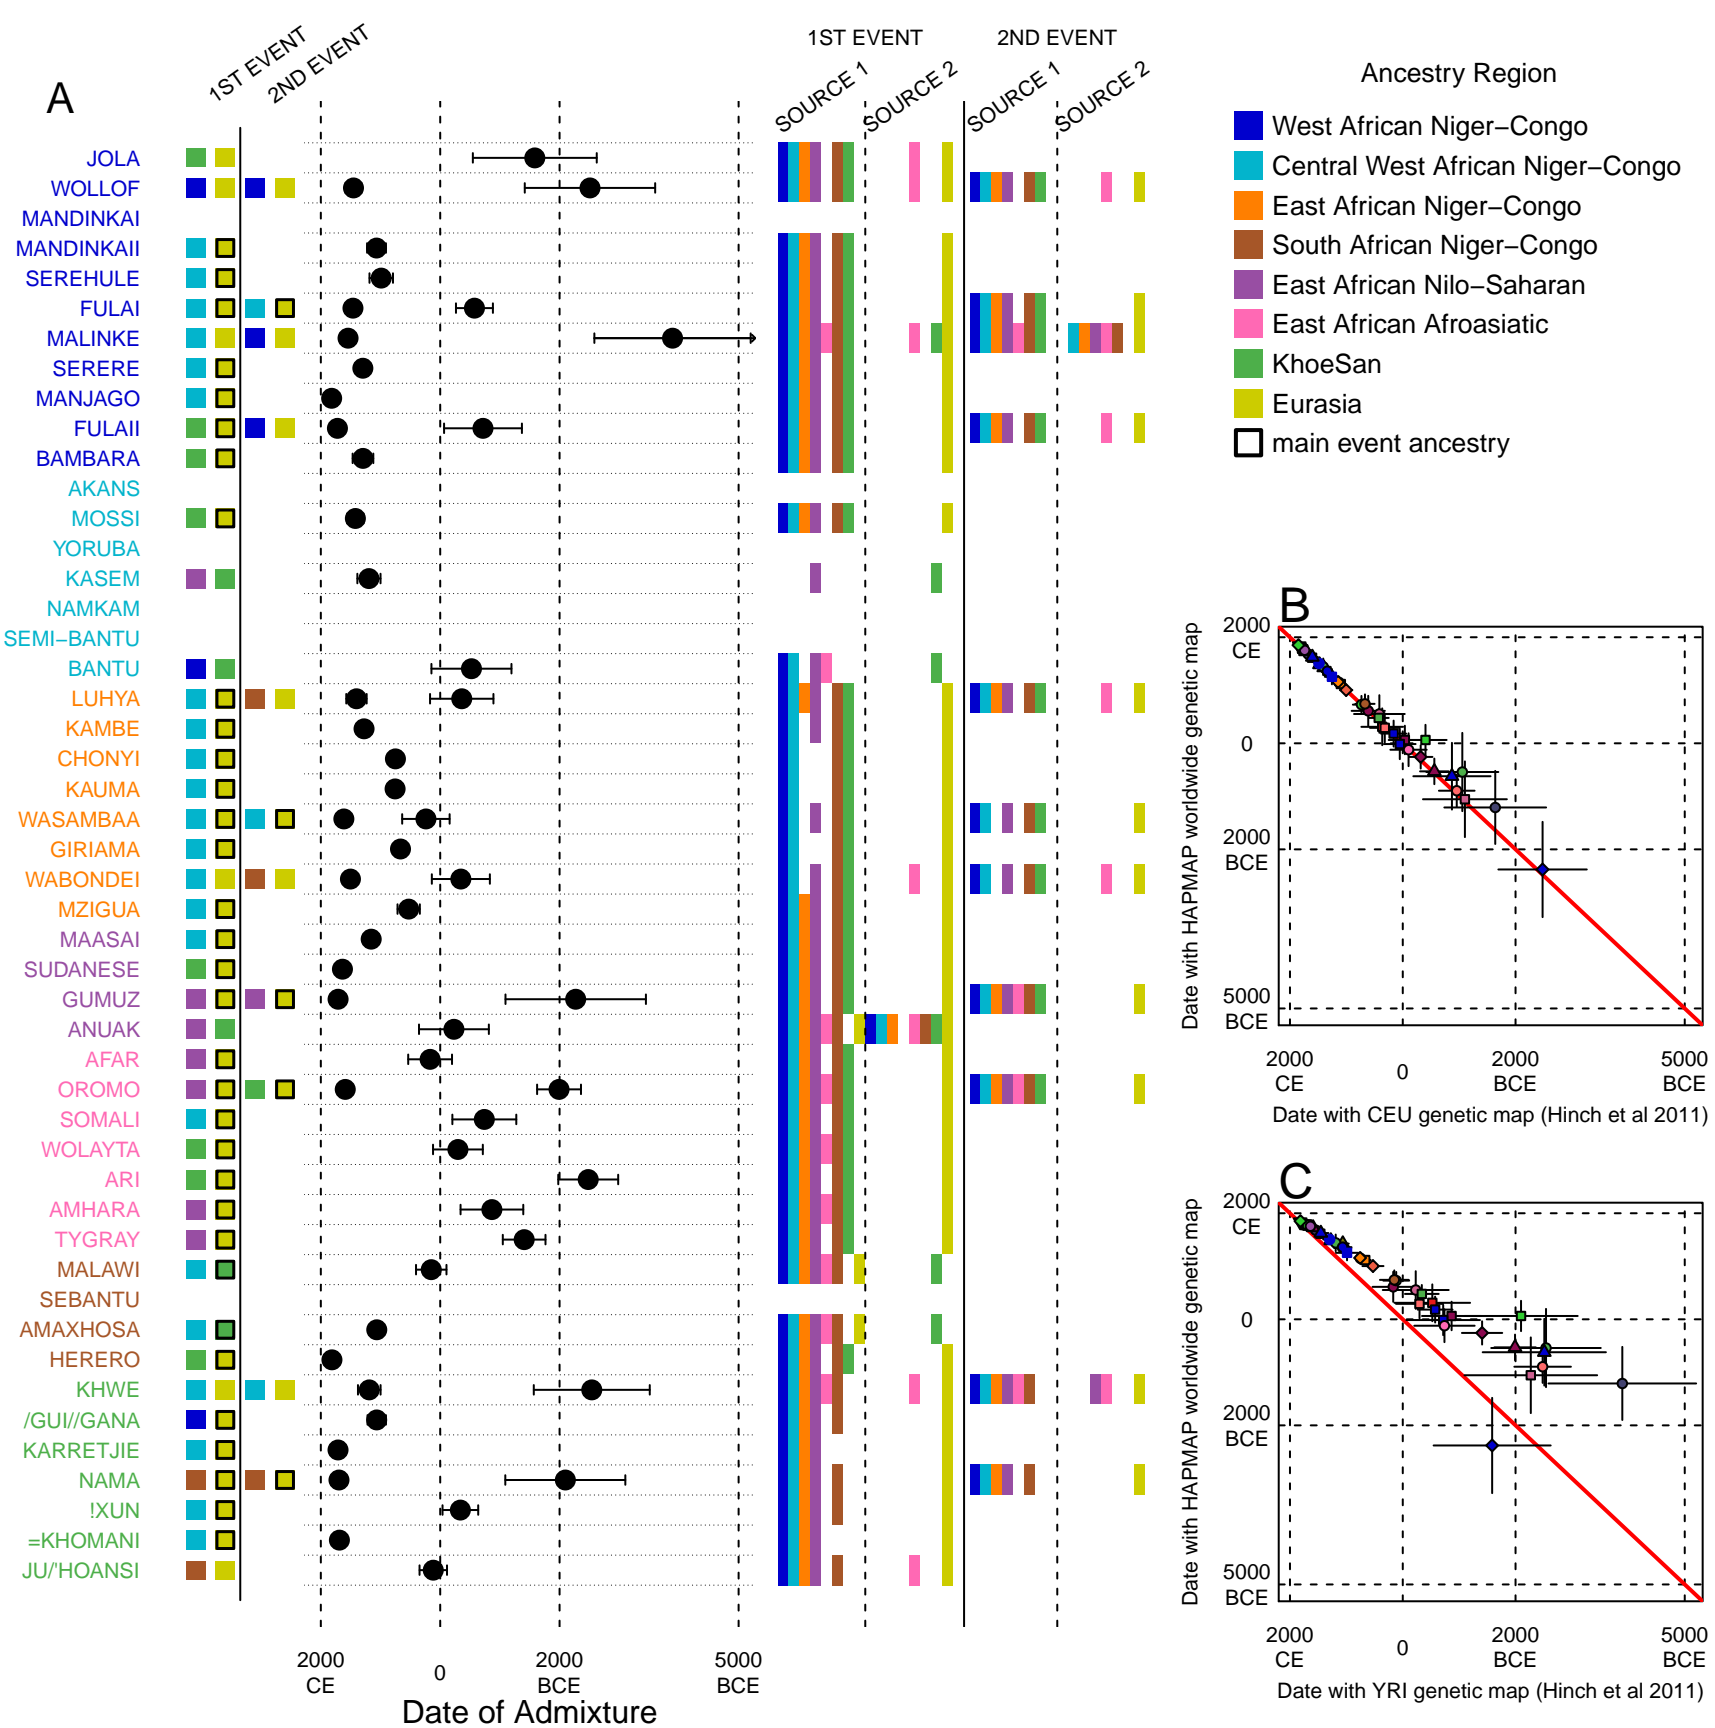 A
1ST EVENT
2ND EVENT
1ST EVENT
2ND EVENT
SOURCE 1
SOURCE 2
SOURCE 1
SOURCE 2
JOLA
WOLLOF
MANDINKAI
MANDINKAII
SEREHULE
FULAI
MALINKE
SERERE
MANJAGO
FULAII
BAMBARA
AKANS
MOSSI
YORUBA
KASEM
NAMKAM
SEMI−BANTU
BANTU
LUHYA
KAMBE
CHONYI
KAUMA
WASAMBAA
GIRIAMA
WABONDEI
MZIGUA
MAASAI
SUDANESE
GUMUZ
ANUAK
AFAR
OROMO
SOMALI
WOLAYTA
ARI
AMHARA
TYGRAY
MALAWI
SEBANTU
AMAXHOSA
HERERO
KHWE
/GUI//GANA
KARRETJIE
NAMA
!XUN
=KHOMANI
JU/'HOANSI
2000 0 2000 5000
CE BCE BCE
Date of Admixture
Ancestry Region
West African Niger−Congo
Central West African Niger−Congo
East African Niger−Congo
South African Niger−Congo
East African Nilo−Saharan
East African Afroasiatic
KhoeSan
Eurasia
main event ancestry
B
Date with HAPMAP worldwide genetic map
2000
CE
0
2000
BCE
5000
BCE
2000 0 2000 5000
CE BCE BCE
Date with CEU genetic map (Hinch et al 2011)
C
Date with HAPMAP worldwide genetic map
2000
CE
0
2000
BCE
5000
BCE
2000 0 2000 5000
CE BCE BCE
Date with YRI genetic map (Hinch et al 2011)